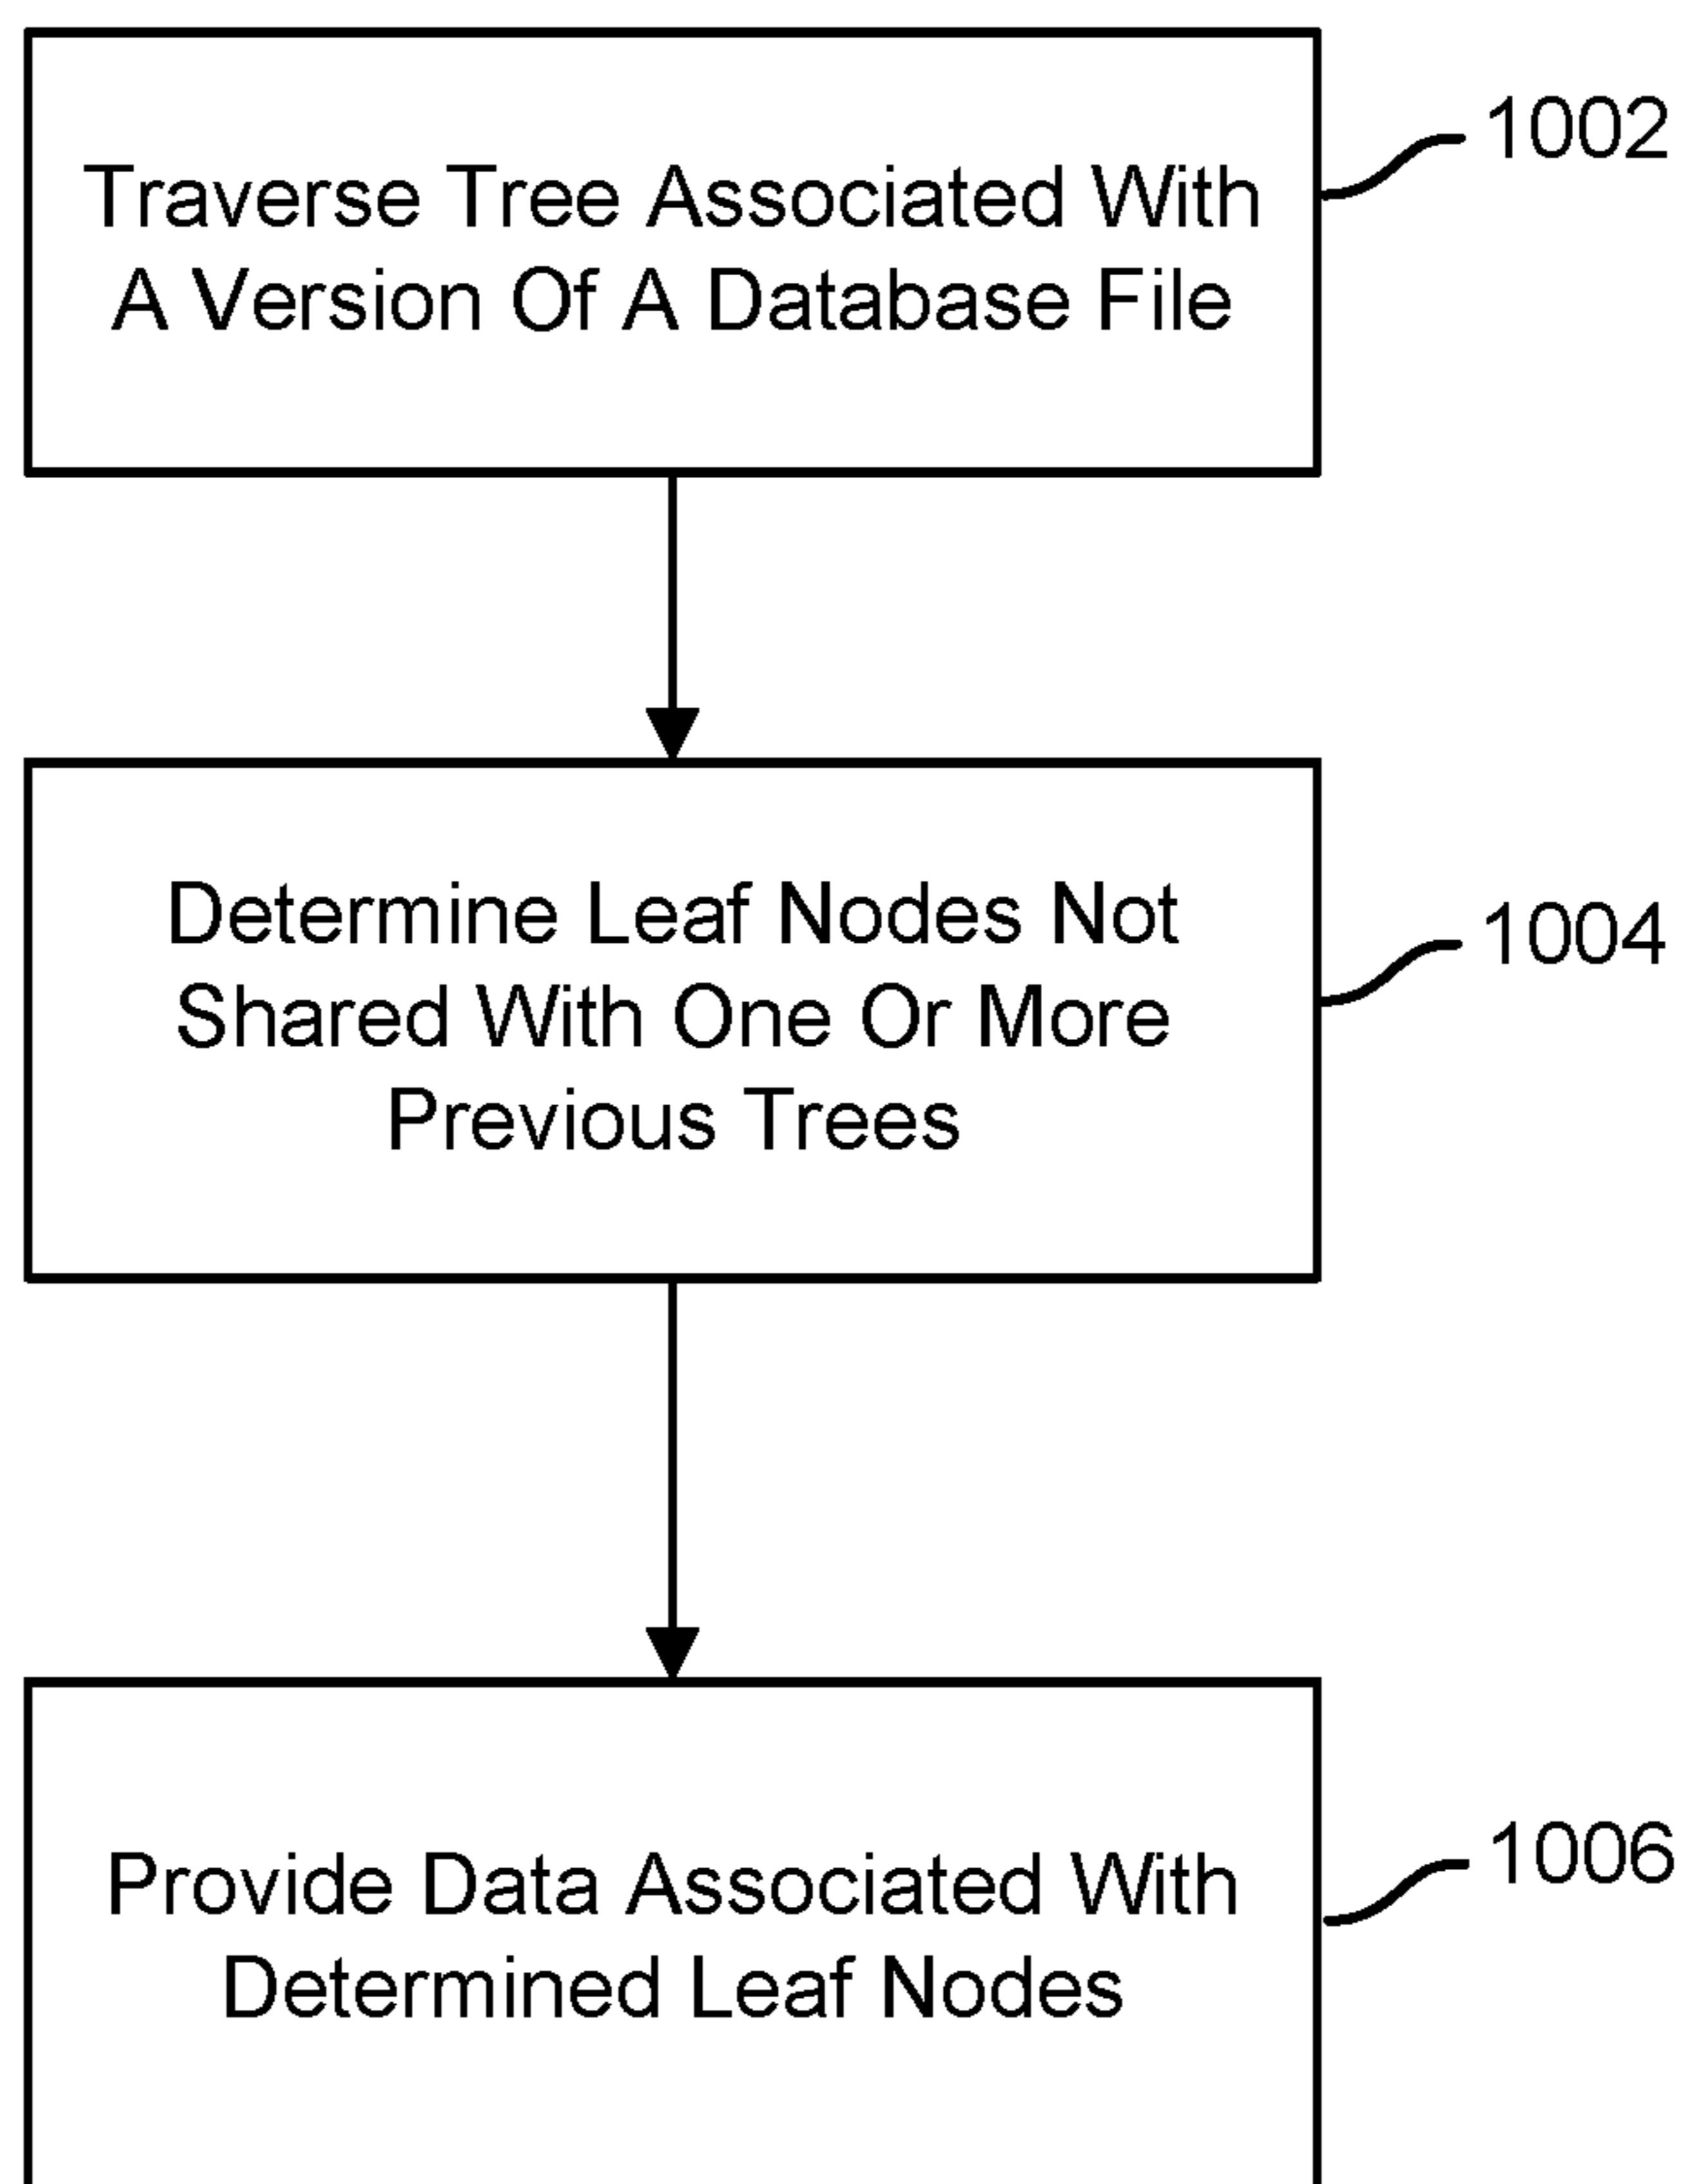 Traverse Tree Associated With
A Version Of A Database File
1002
Determine Leaf Nodes Not
Shared With One Or More
Previous Trees
1004
Provide Data Associated With
Determined Leaf Nodes
1006